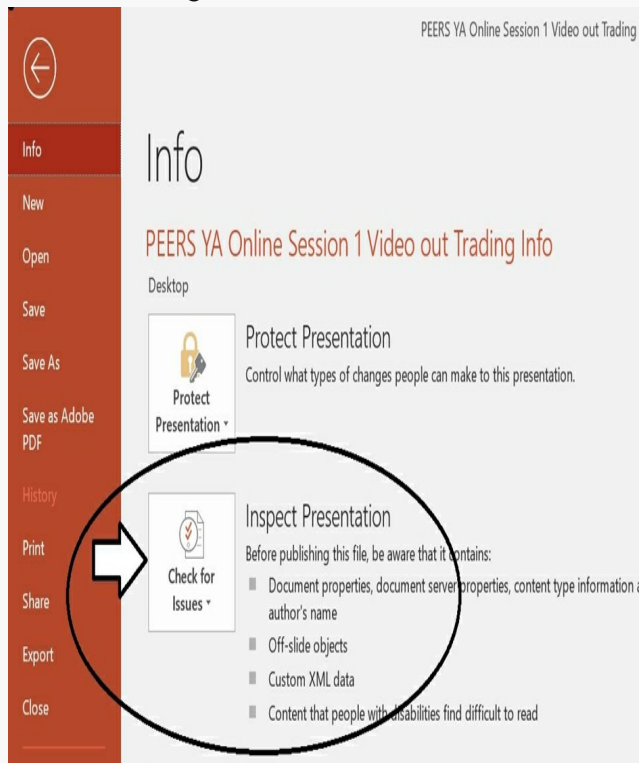 PEERS YA Online Session 1 Video out Trading
Info
New
Open
Save
Save As
Save as Adobe
PDF
History
Print
Share
Export
Close
Info
PEERS YA Online Session 1 Video out Trading Info
Desktop
Protect
Presentation
Protect Presentation
Control what types of changes people can make to this presentation.
Check for
Issues
Inspect Presentation
Before publishing this file, be aware that it contains:
Document properties, document server properties, content type information
author's name
Off-slide objects
Custom XML data
Content that people with disabilities find difficult to read